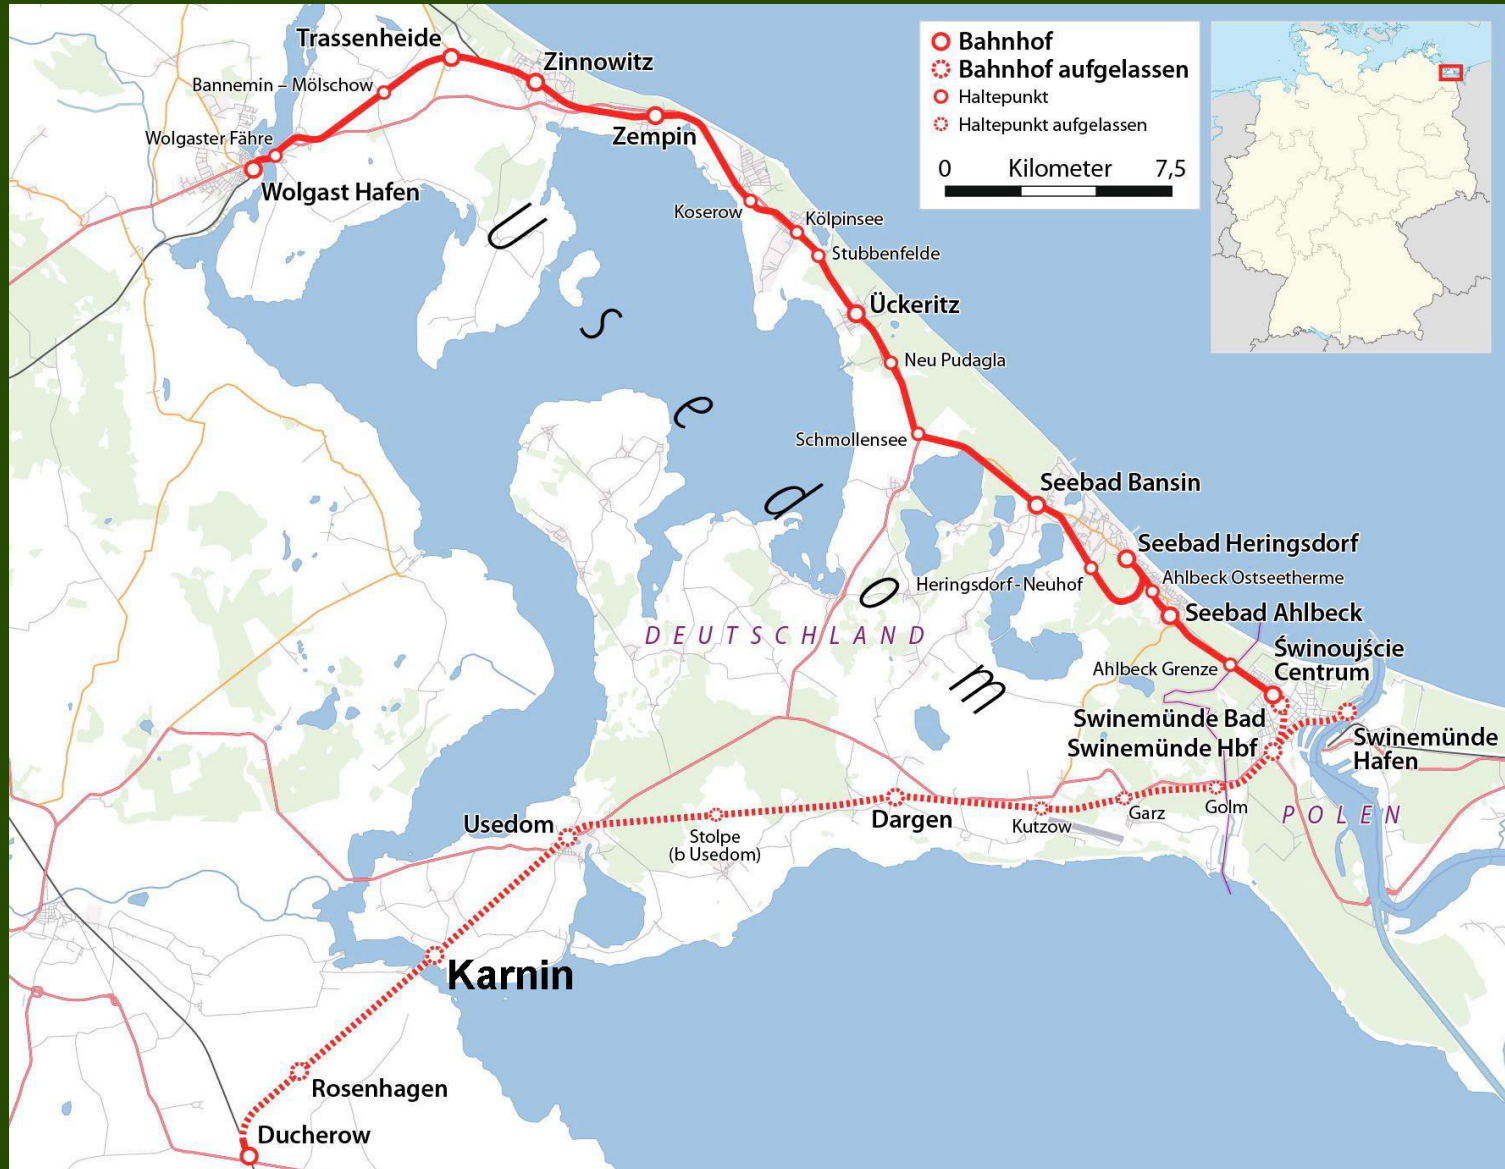 Trassenheide
Zinnowitz
Bannemin – Mölschow
Wolgaster Fähre
Zempin
Wolgast Hafen
Bahnhof
Bahnhof aufgelassen
Haltepunkt
Haltepunkt aufgelassen
0 Kilometer 7,5
Koserow
Kölpinsee
Stubbenfelde
Usedom
Ückeritz
Neu Pudagla
Schmollensee
Seebad Bansin
Seebad Heringsdorf
Heringsdorf-Neuhof
Ahlbeck Ostseetherme
Seebad Ahlbeck
DEUTSCHLAND
Ahlbeck Grenze
Świnoujście
Centrum
Swinemünde Bad
Swinemünde Hbf
Swinemünde
Hafen
POLEN
Usedom
Stolpe
(b Usedom)
Dargen
Kutzow
Garz
Golm
Karnin
Rosenhagen
Ducherow